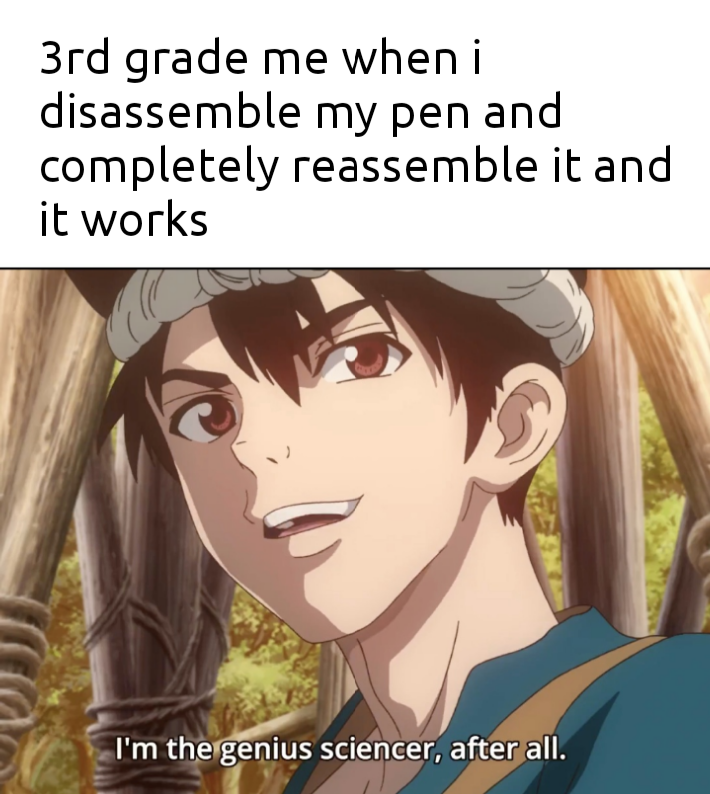 3rd grade me when i
disassemble my pen and
completely reassemble it and
it works
I'm the genius sciencer, after all.